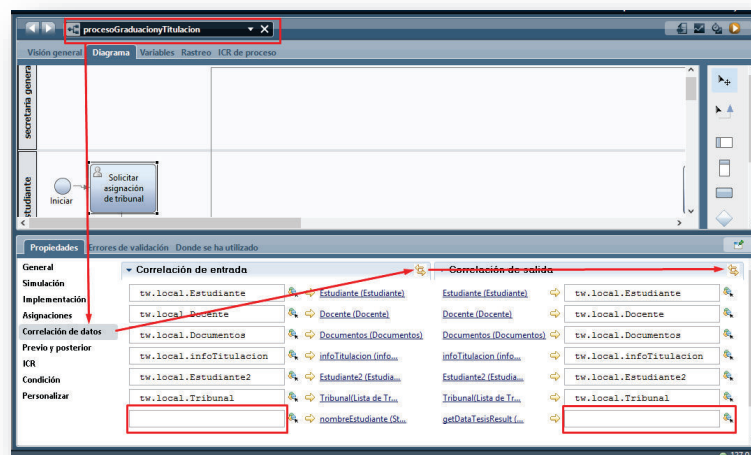 procesoGraduacionyTitulacion
Visión general Diagrama Variables Rastreo ICR de proceso
secretaria genera
studiante
Iniciar
Solicitar
asignación
de tribunal
Propiedades Errores de validación Donde se ha utilizado
General
Simulación
Implementación
Asignaciones
Correlación de datos
Previo y posterior
ICR
Condición
Personalizar
Correlación de entrada
tw.local.Estudiante Estudiante (Estudiante)
tw.local.Docente Docente (Docente)
tw.local.Documentos Documentos (Documentos)
tw.local.infoTitulacion infoTitulacion (info...
tw.local.Estudiante2 Estudiante2 (Estudia...
tw.local.Tribunal Tribunal(Lista de Tr...
nombreEstudiante (St...
Correlación de salida
Estudiante (Estudiante) tw.local.Estudiante
Docente (Docente) tw.local.Docente
Documentos (Documentos) tw.local.Documentos
infoTitulacion (info... tw.local.infoTitulacion
Estudiante2 (Estudia... tw.local.Estudiante2
Tribunal(Lista de Tr... tw.local.Tribunal
getDataTesisResult (...